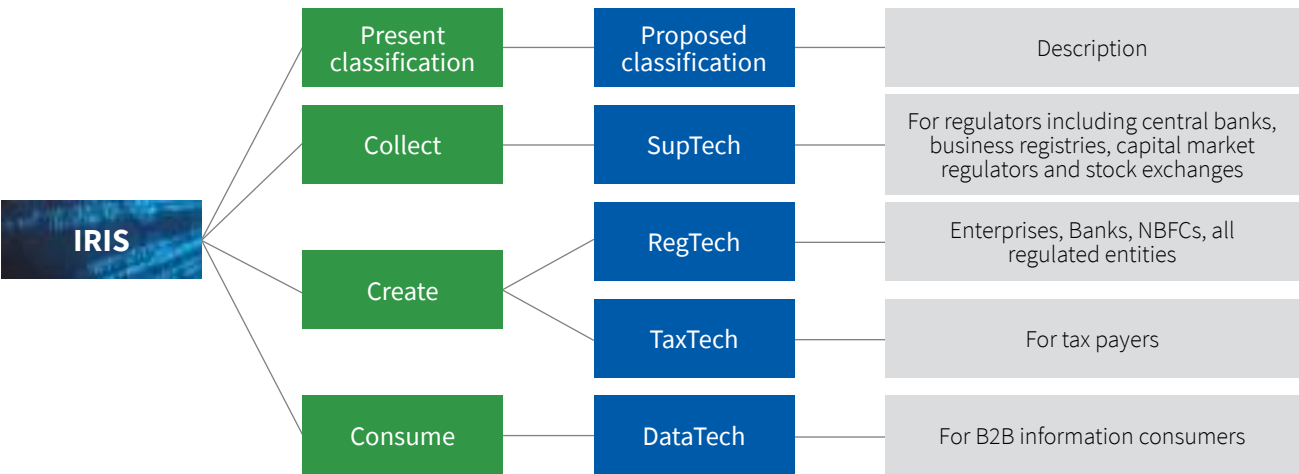 Present
classification
Proposed
classification
Description
Collect
SupTech
For regulators including central banks,
business registries, capital market
regulators and stock exchanges
IRIS
Create
RegTech
Enterprises, Banks, NBFCs, all
regulated entities
TaxTech
For tax payers
Consume
DataTech
For B2B information consumers